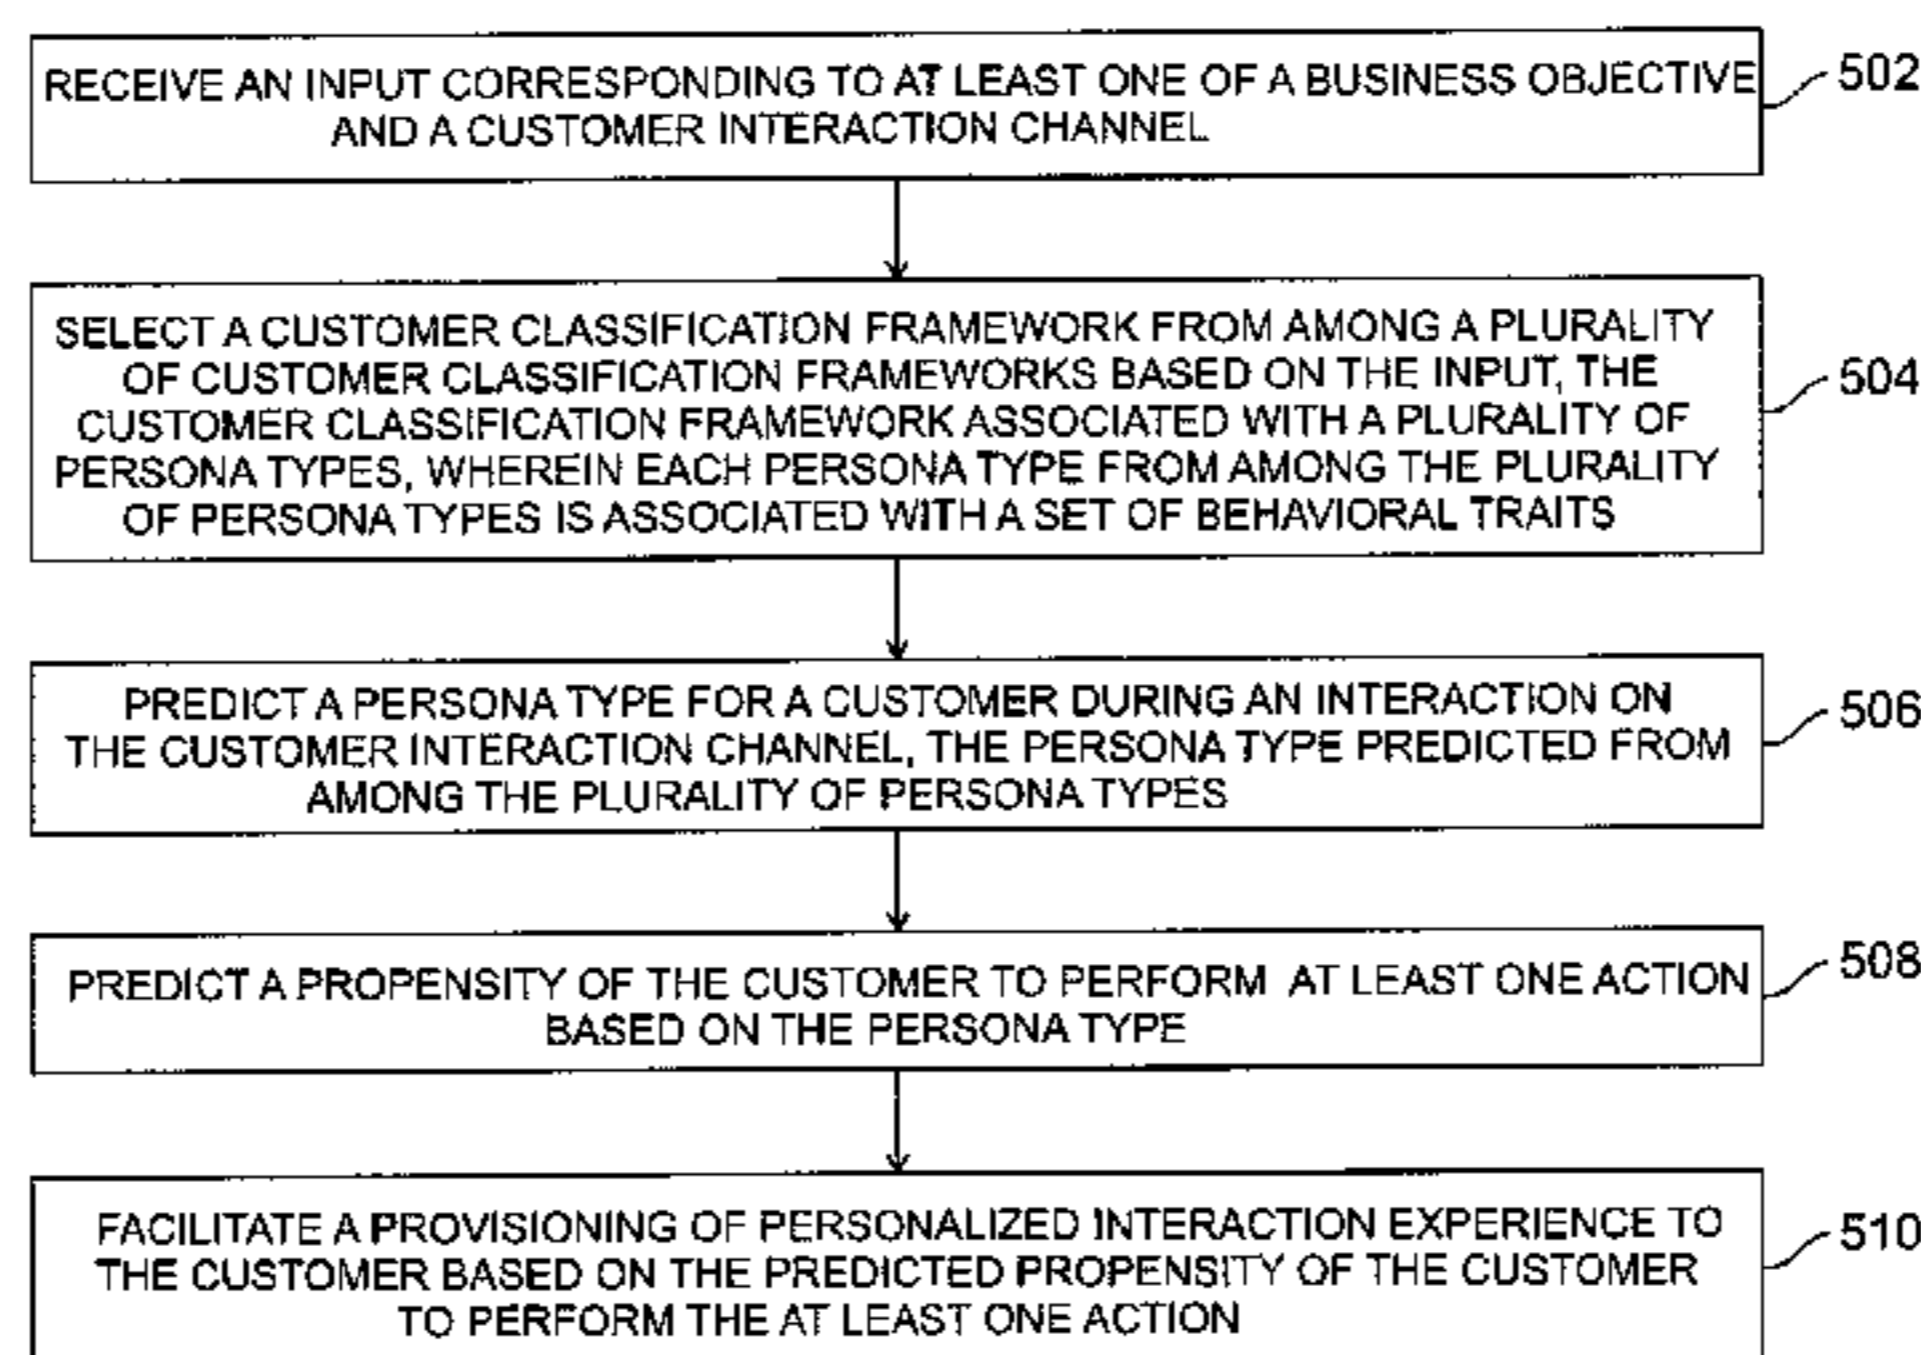 RECEIVE AN INPUT CORRESPONDING TO AT LEAST ONE OF A BUSINESS OBJECTIVE
AND A CUSTOMER INTERACTION CHANNEL
502
SELECT A CUSTOMER CLASSIFICATION FRAMEWORK FROM AMONG A PLURALITY
OF CUSTOMER CLASSIFICATION FRAMEWORKS BASED ON THE INPUT, THE
CUSTOMER CLASSIFICATION FRAMEWORK ASSOCIATED WITH A PLURALITY OF
PERSONA TYPES, WHEREIN EACH PERSONA TYPE FROM AMONG THE PLURALITY
OF PERSONA TYPES IS ASSOCIATED WITH A SET OF BEHAVIORAL TRAITS
504
PREDICT A PERSONA TYPE FOR A CUSTOMER DURING AN INTERACTION ON
THE CUSTOMER INTERACTION CHANNEL, THE PERSONA TYPE PREDICTED FROM
AMONG THE PLURALITY OF PERSONA TYPES
506
PREDICT A PROPENSITY OF THE CUSTOMER TO PERFORM AT LEAST ONE ACTION
BASED ON THE PERSONA TYPE
508
FACILITATE A PROVISIONING OF PERSONALIZED INTERACTION EXPERIENCE TO
THE CUSTOMER BASED ON THE PREDICTED PROPENSITY OF THE CUSTOMER
TO PERFORM THE AT LEAST ONE ACTION
510